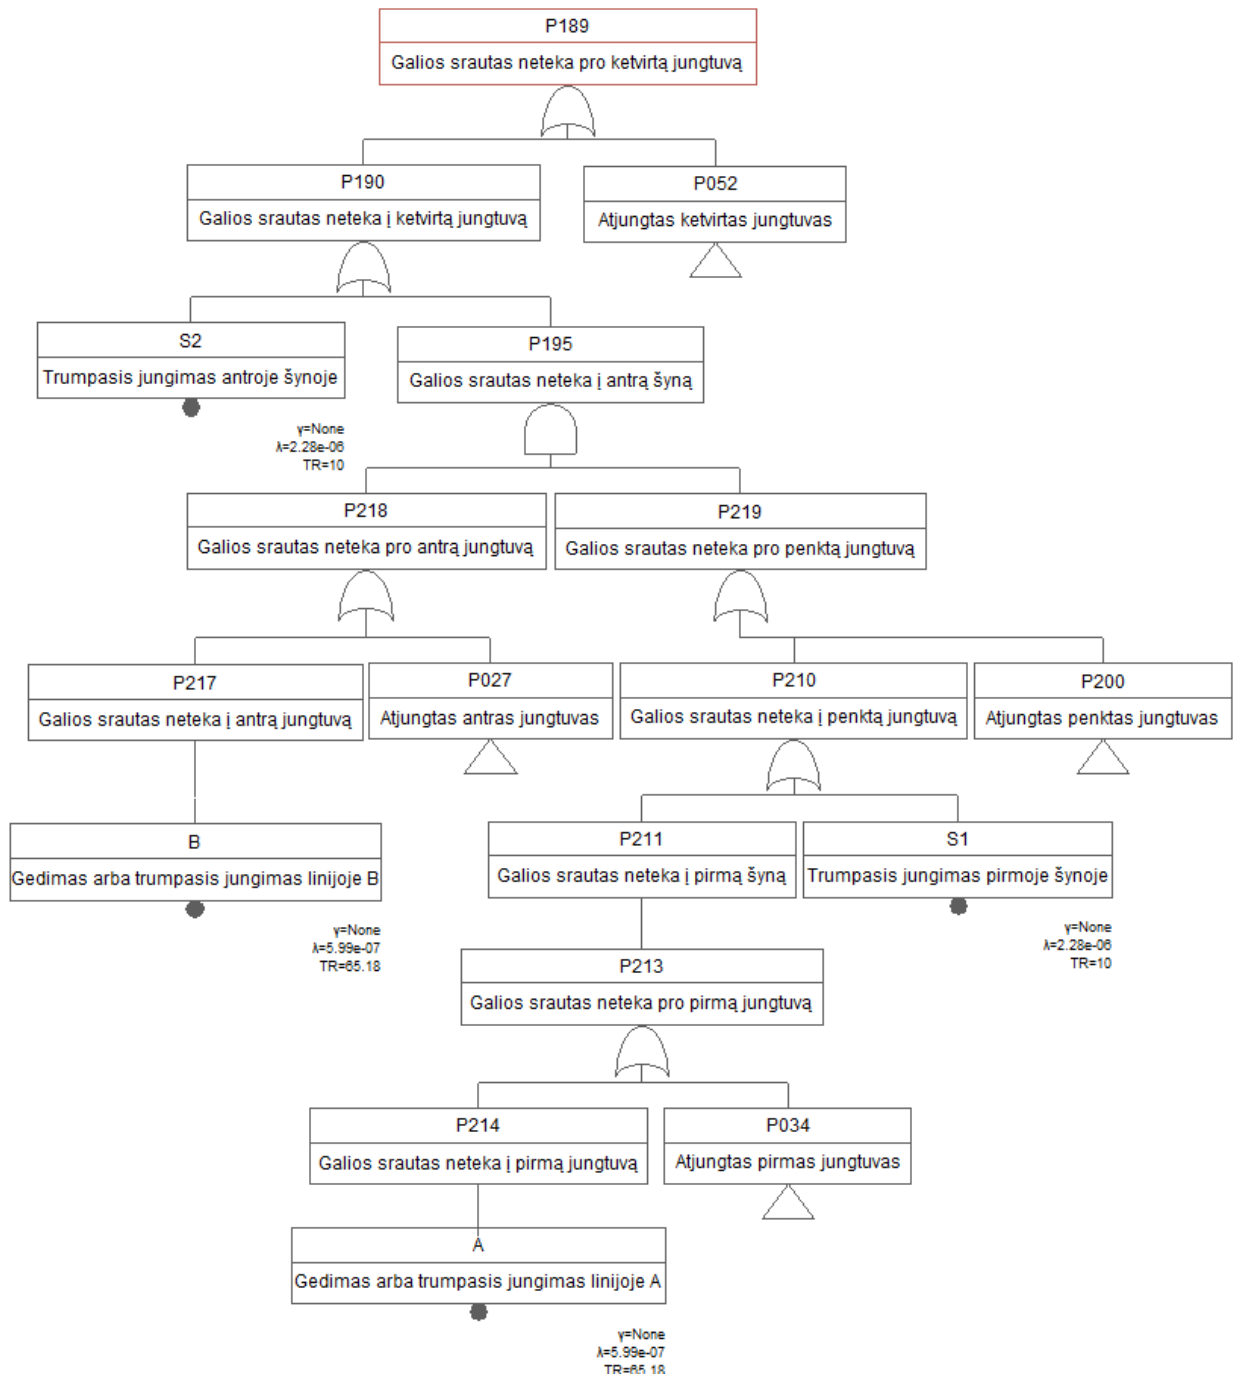 P189
Galios srautas neteka pro ketvirtą jungtuvą
P190
Galios srautas neteka į ketvirtą jungtuvą
P052
Atjungtas ketvirtas jungtuvas
S2
Trumpasis jungimas antroje šynoje
γ=None
λ=2.28e-06
TR=10
P195
Galios srautas neteka į antrą šyną
P218
Galios srautas neteka pro antrą jungtuvą
P219
Galios srautas neteka pro penktą jungtuvą
P217
Galios srautas neteka į antrą jungtuvą
P027
Atjungtas antras jungtuvas
P210
Galios srautas neteka į penktą jungtuvą
P200
Atjungtas penktas jungtuvas
B
Gedimas arba trumpasis jungimas linijoje B
γ=None
λ=5.99e-07
TR=65.18
P211
Galios srautas neteka į pirmą šyną
S1
Trumpasis jungimas pirmoje šynoje
γ=None
λ=2.28e-06
TR=10
P213
Galios srautas neteka pro pirmą jungtuvą
P214
Galios srautas neteka į pirmą jungtuvą
P034
Atjungtas pirmas jungtuvas
A
Gedimas arba trumpasis jungimas linijoje A
γ=None
λ=5.99e-07
TR=65.18